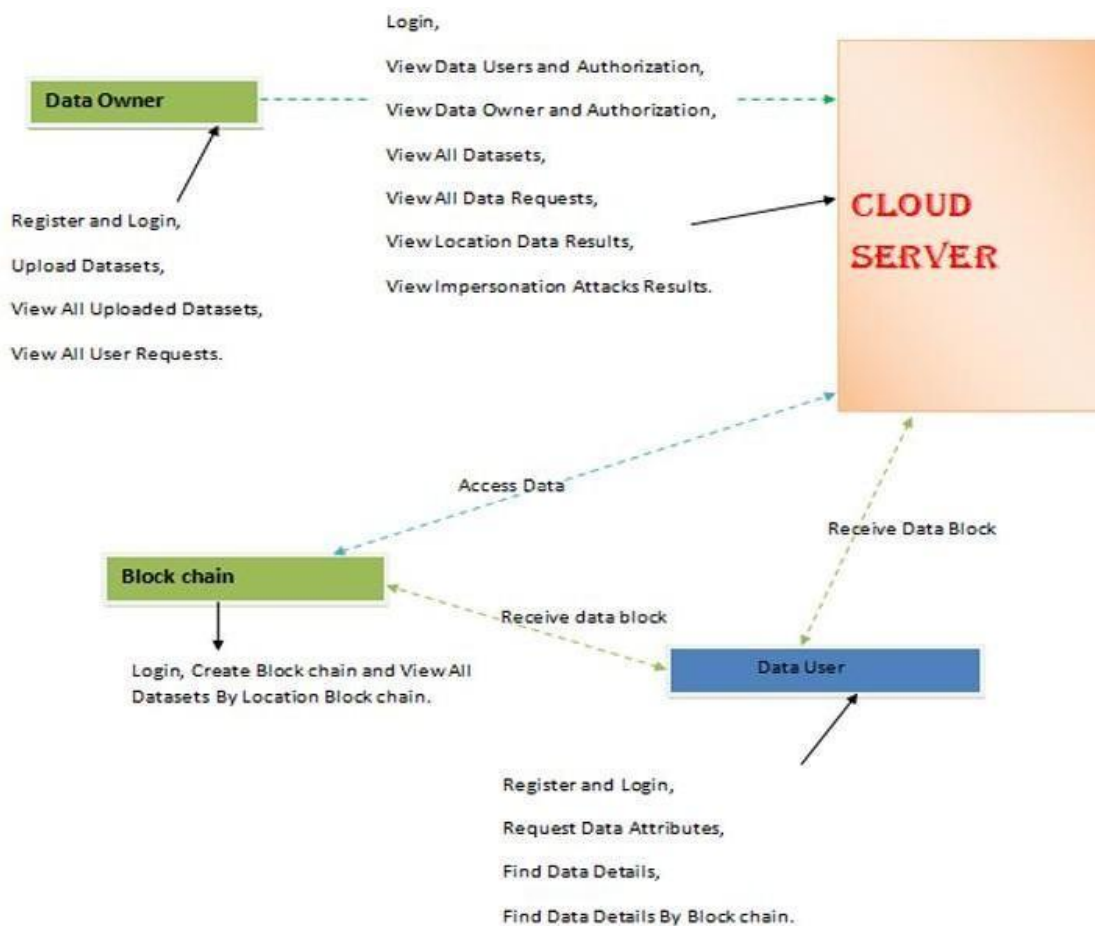 Login,
View Data Users and Authorization,
Data Owner
View Data Owner and Authorization,
View All Datasets,
View All Data Requests,
View Location Data Results,
View Impersonation Attacks Results.
CLOUD
SERVER
Register and Login,
Upload Datasets,
View All Uploaded Datasets,
View All User Requests.
Access Data
Receive Data Block
Block chain
Receive data block
Login, Create Block chain and View All
Datasets By Location Block chain.
Data User
Register and Login,
Request Data Attributes,
Find Data Details,
Find Data Details By Block chain.